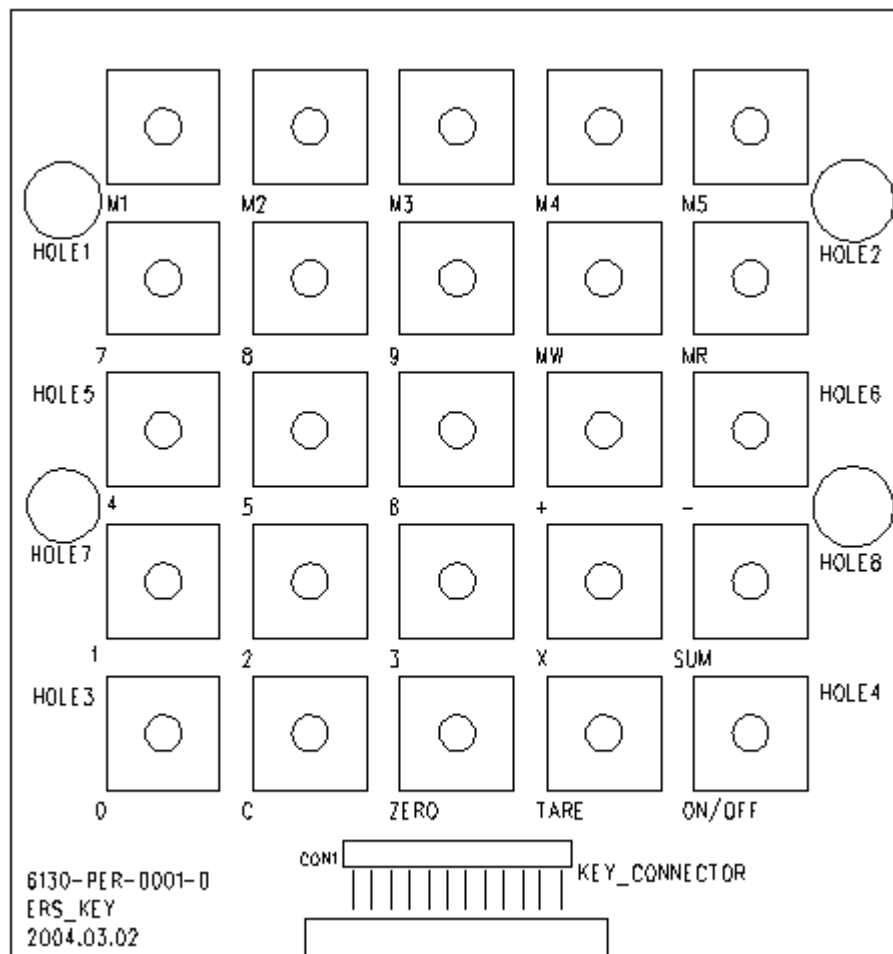 M1 M2 M3 M4 M5
HOLE1 HOLE2
7 8 9 MW MR
HOLE5 HOLE6
4 5 6 + -
HOLE7 HOLE8
1 2 3 X SUM
HOLE3 HOLE4
0 C ZERO TARE ON/OFF
CON1 KEY_CONNECTOR
6130-PER-0001-0
ERS_KEY
2004.03.02